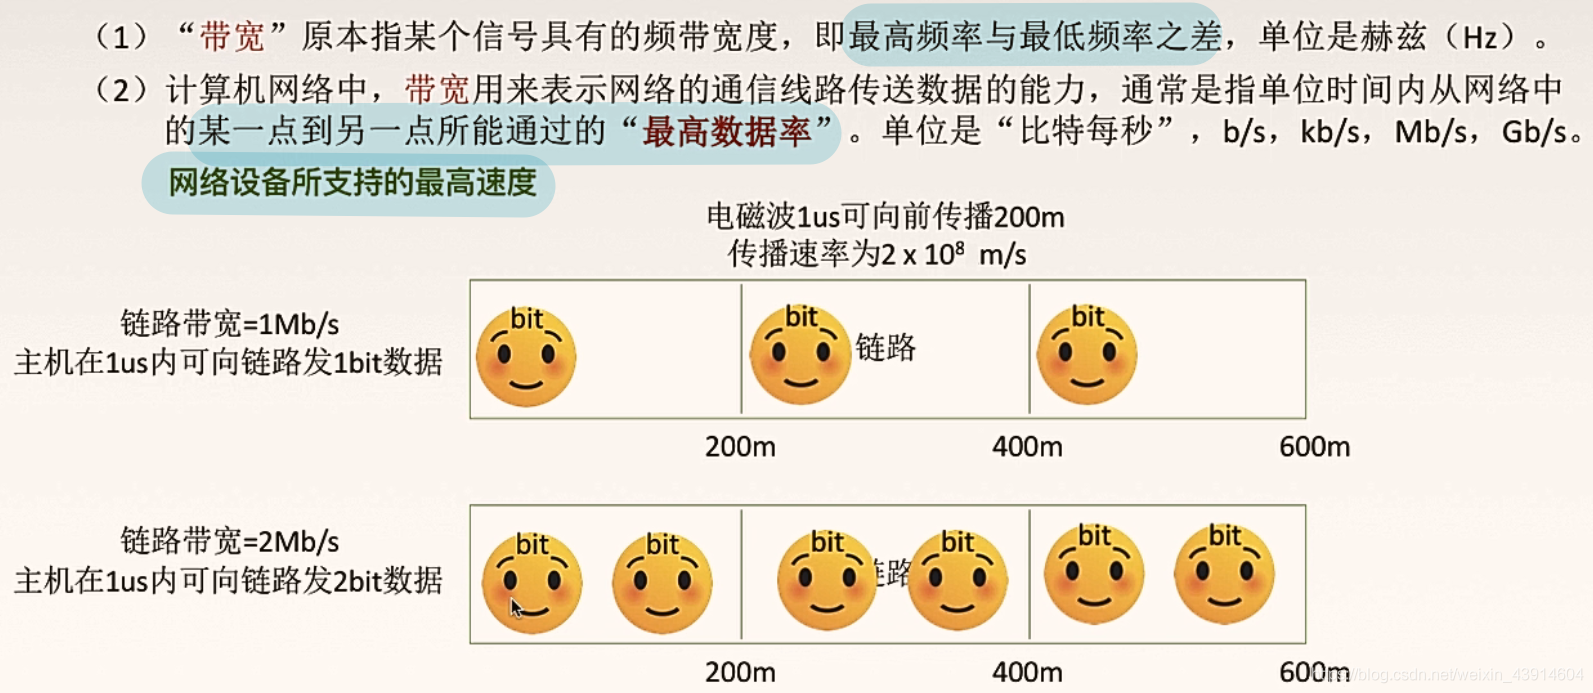 （1）“带宽”原本指某个信号具有的频带宽度，即最高频率与最低频率之差，单位是赫兹（Hz）。
（2）计算机网络中，带宽用来表示网络的通信线路传送数据的能力，通常是指单位时间内从网络中
的某一点到另一点所能通过的“最高数据率”。单位是“比特每秒”，b/s，kb/s，Mb/s，Gb/s。
网络设备所支持的最高速度
电磁波1us可向前传播200m
传播速率为2 x 10⁸ m/s
链路带宽=1Mb/s
主机在1us内可向链路发1bit数据
bit
bit
链路
bit
200m
400m
600m
链路带宽=2Mb/s
主机在1us内可向链路发2bit数据
bit
bit
bit
路
bit
bit
bit
200m
400m
600m
https://blog.csdn.net/weixin_43914604